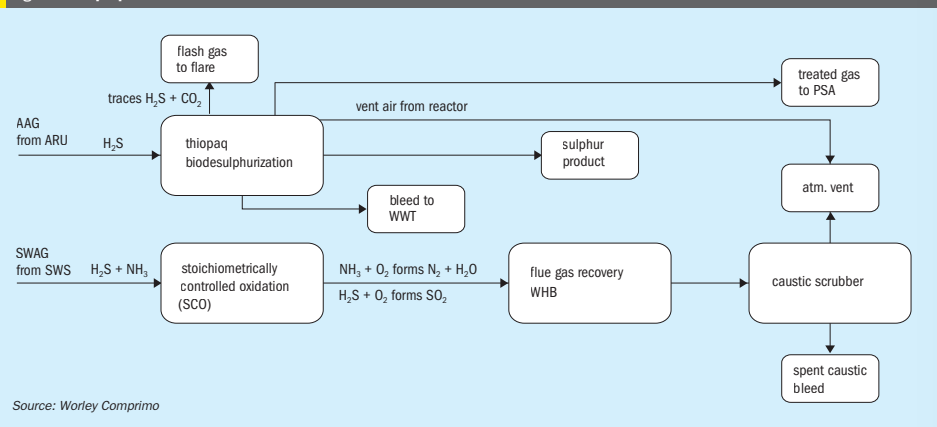 flash gas
to flare
traces H₂S + CO₂
treated gas
to PSA
vent air from reactor
AAG
from ARU
H₂S
thiopaq
biodesulphurization
sulphur
product
atm. vent
bleed to
WWT
SWAG
from SWS
H₂S + NH₃
stoichiometrically
controlled oxidation
(SCO)
NH₃ + O₂ forms N₂ + H₂O
H₂S + O₂ forms SO₂
flue gas recovery
WHB
caustic scrubber
spent caustic
bleed
Source: Worley Comprimo